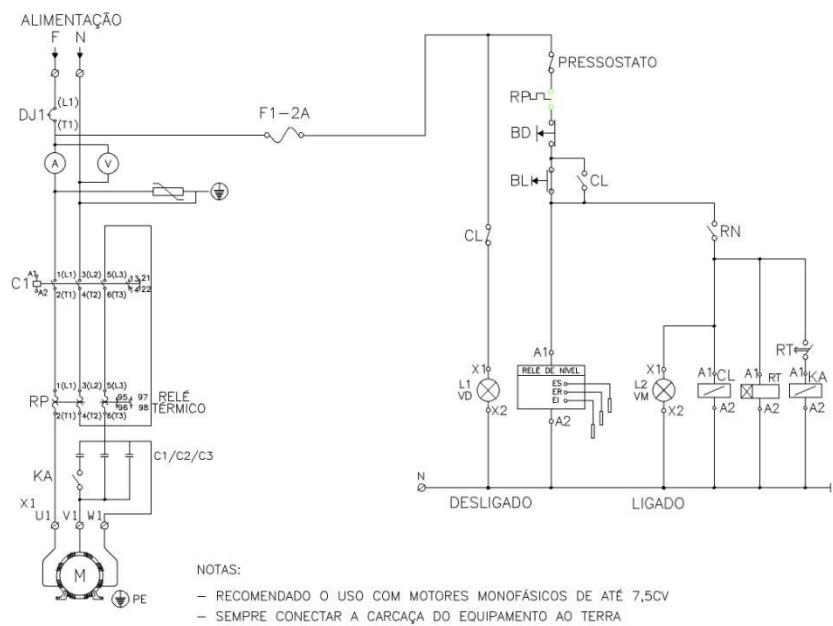 ALIMENTAÇÃO
F N
DJ1
(L1)
(T1)
F1-2A
A
V
C1
A1
A2
1(L1) 3(L2) 5(L3)
13 21
14 22
2(T1) 4(T2) 6(T3)
RP
1(L1) 3(L2) 5(L3)
95 97
96 98
2(T1) 4(T2) 6(T3)
RELÉ
TÉRMICO
C1/C2/C3
KA
X1
U1 V1 W1
M
PE
PRESSOSTATO
RP
BD
BL
CL
CL
RN
RT
X1
L1
VD
X2
A1
RELÉ DE NÍVEL
ES
ER
EI
A2
X1
L2
VM
X2
A1 CL
A2
A1 RT
A2
A1 KA
A2
N
DESLIGADO
LIGADO
NOTAS:
- RECOMENDADO O USO COM MOTORES MONOFÁSICOS DE ATÉ 7,5CV
- SEMPRE CONECTAR A CARCAÇA DO EQUIPAMENTO AO TERRA